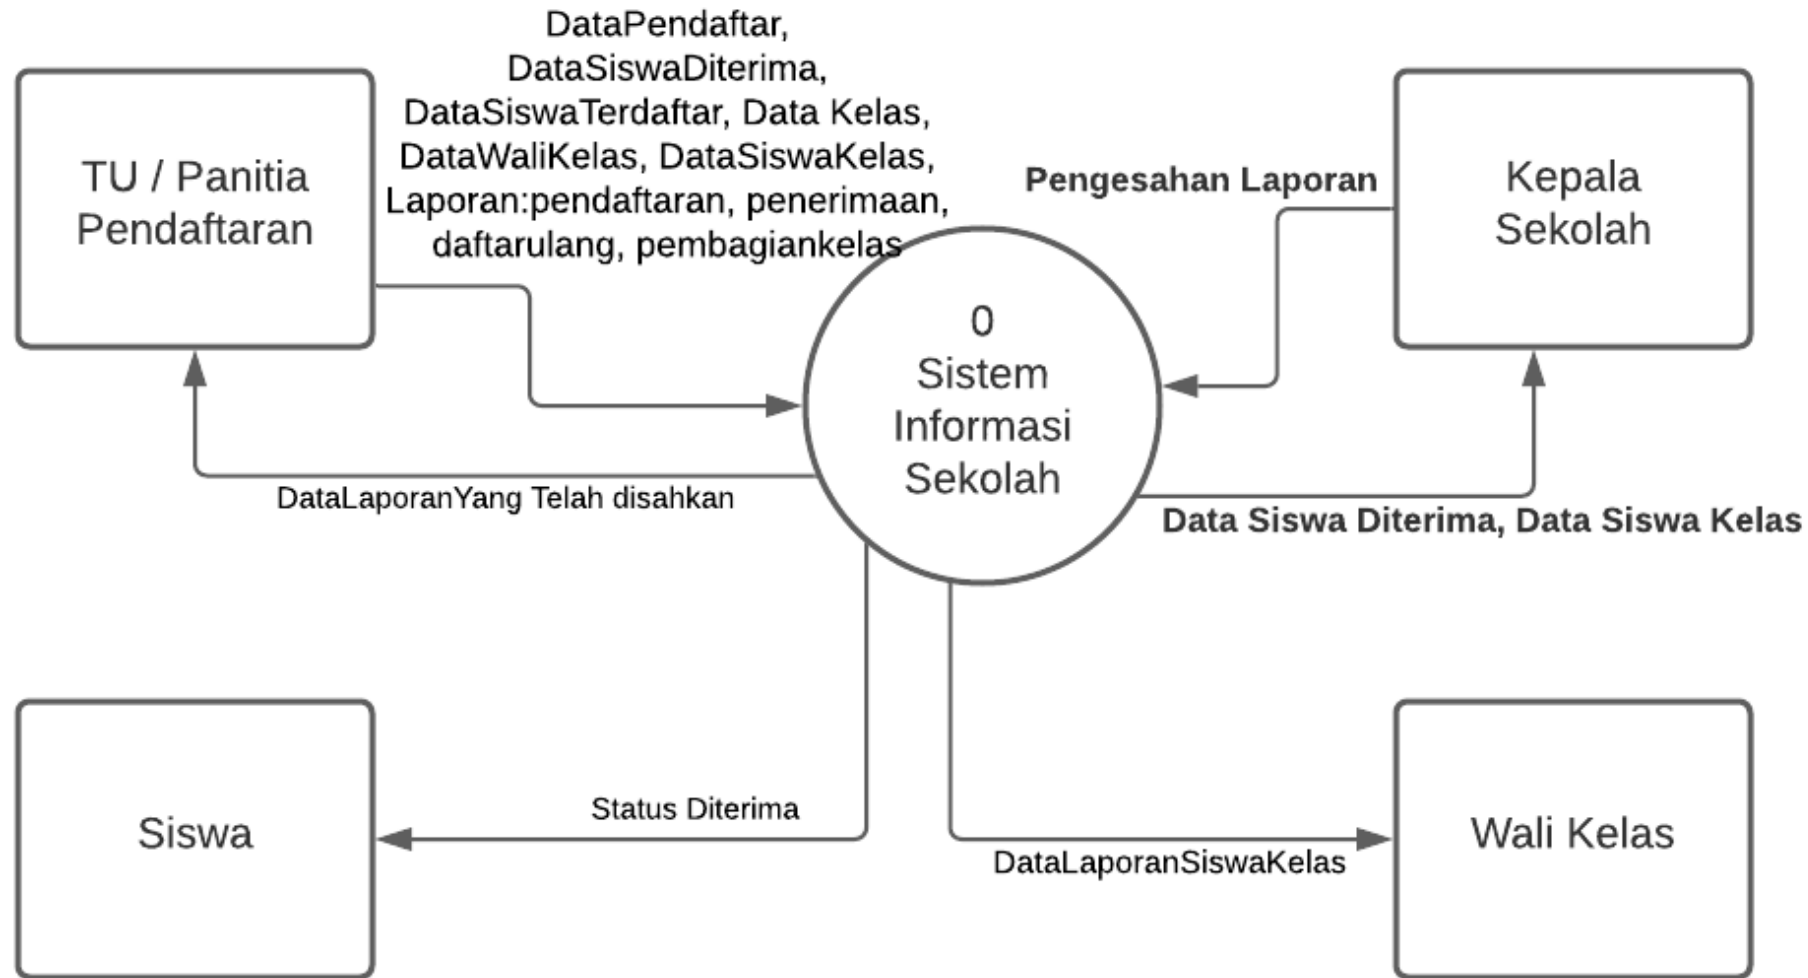 DataPendaftar,
DataSiswaDiterima,
DataSiswaTerdaftar, Data Kelas,
DataWaliKelas, DataSiswaKelas,
Laporan:pendaftaran, penerimaan,
daftarulang, pembagiankelas
TU / Panitia
Pendaftaran
Pengesahan Laporan
Kepala
Sekolah
0
Sistem
Informasi
Sekolah
DataLaporanYang Telah disahkan
Data Siswa Diterima, Data Siswa Kelas
Siswa
Status Diterima
DataLaporanSiswaKelas
Wali Kelas